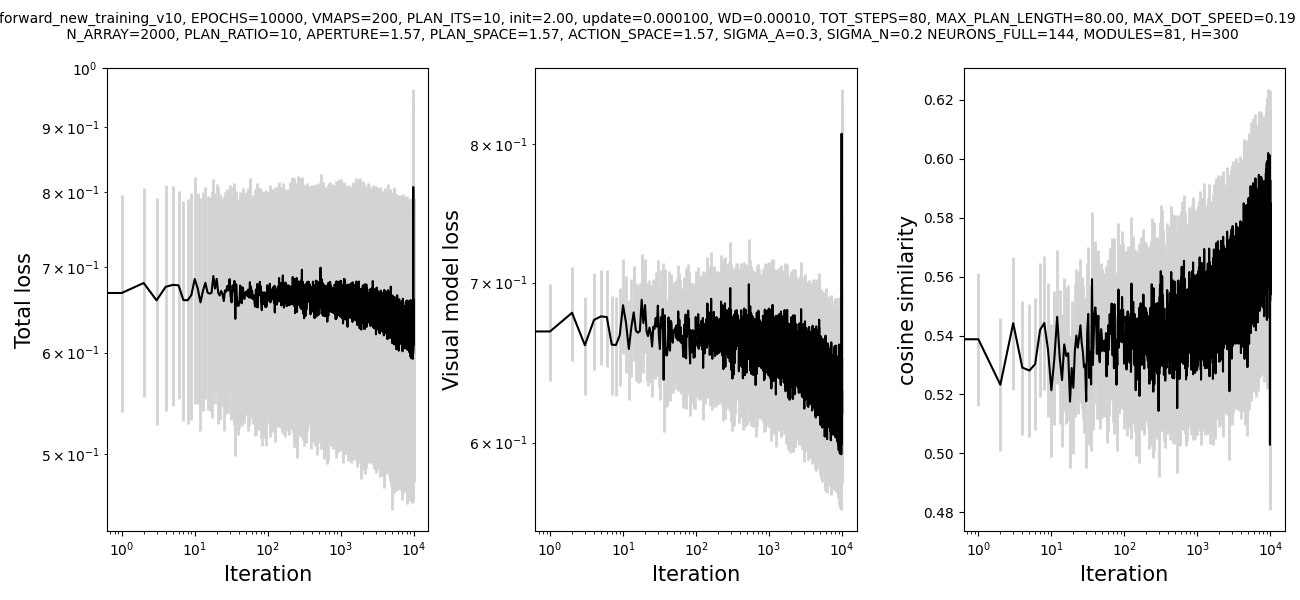 forward_new_training_v10, EPOCHS=10000, VMAPS=200, PLAN_ITS=10, init=2.00, update=0.000100, WD=0.00010, TOT_STEPS=80, MAX_PLAN_LENGTH=80.00, MAX_DOT_SPEED=0.19
N_ARRAY=2000, PLAN_RATIO=10, APERTURE=1.57, PLAN_SPACE=1.57, ACTION_SPACE=1.57, SIGMA_A=0.3, SIGMA_N=0.2 NEURONS_FULL=144, MODULES=81, H=300
Total loss
10⁰
9 × 10⁻¹
8 × 10⁻¹
7 × 10⁻¹
6 × 10⁻¹
5 × 10⁻¹
10⁰ 10¹ 10² 10³ 10⁴
Iteration
Visual model loss
8 × 10⁻¹
7 × 10⁻¹
6 × 10⁻¹
10⁰ 10¹ 10² 10³ 10⁴
Iteration
cosine similarity
0.62
0.60
0.58
0.56
0.54
0.52
0.50
0.48
10⁰ 10¹ 10² 10³ 10⁴
Iteration